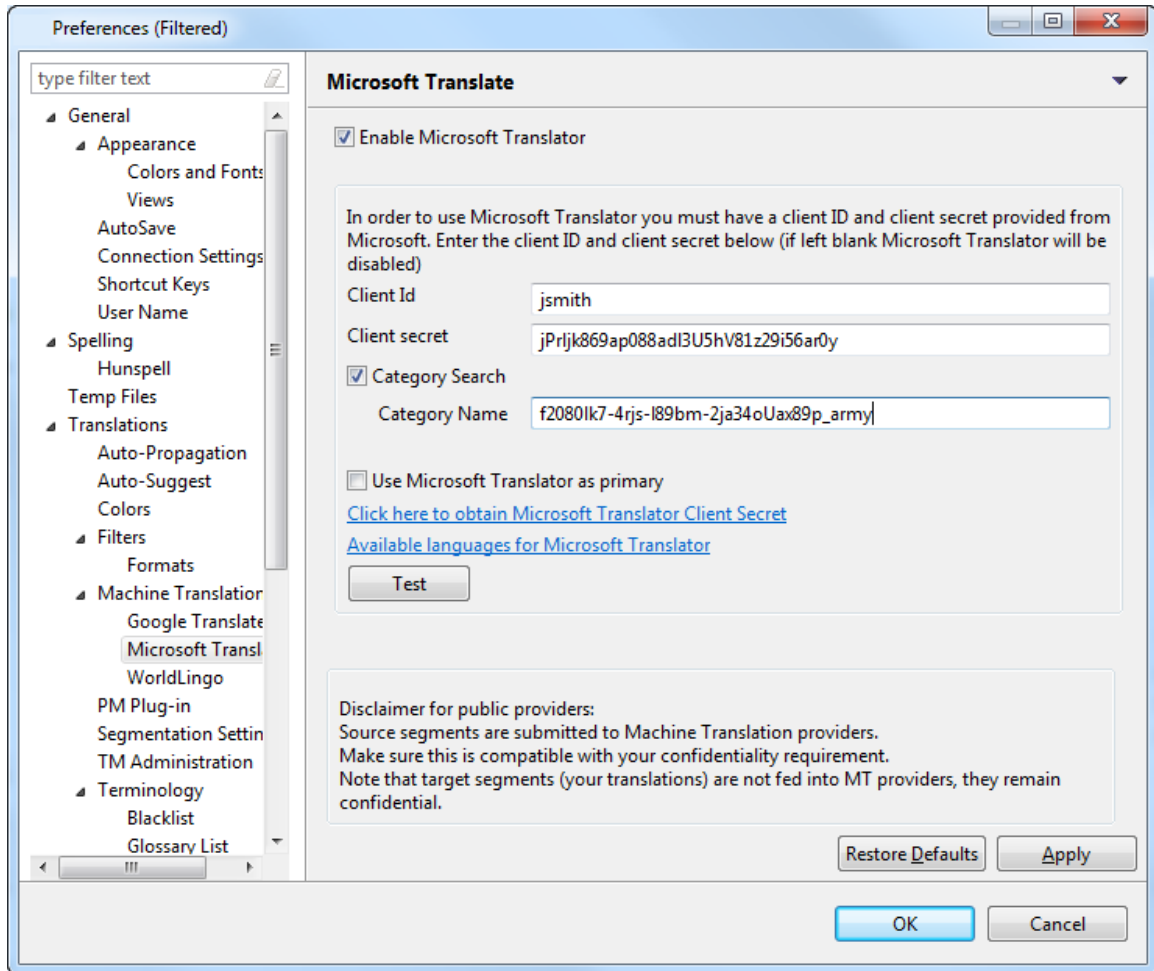 Preferences (Filtered)
type filter text
General
Appearance
Colors and Fonts
Views
AutoSave
Connection Settings
Shortcut Keys
User Name
Spelling
Hunspell
Temp Files
Translations
Auto-Propagation
Auto-Suggest
Colors
Filters
Formats
Machine Translation
Google Translate
Microsoft Transl
WorldLingo
PM Plug-in
Segmentation Settin
TM Administration
Terminology
Blacklist
Glossary List
Microsoft Translate
Enable Microsoft Translator
In order to use Microsoft Translator you must have a client ID and client secret provided from
Microsoft. Enter the client ID and client secret below (if left blank Microsoft Translator will be
disabled)
Client Id jsmith
Client secret jPrljk869ap088adl3U5hV81z29i56ar0y
Category Search
Category Name f2080lk7-4rjs-l89bm-2ja34oUax89p_army
Use Microsoft Translator as primary
Click here to obtain Microsoft Translator Client Secret
Available languages for Microsoft Translator
Test
Disclaimer for public providers:
Source segments are submitted to Machine Translation providers.
Make sure this is compatible with your confidentiality requirement.
Note that target segments (your translations) are not fed into MT providers, they remain
confidential.
Restore Defaults Apply
OK Cancel